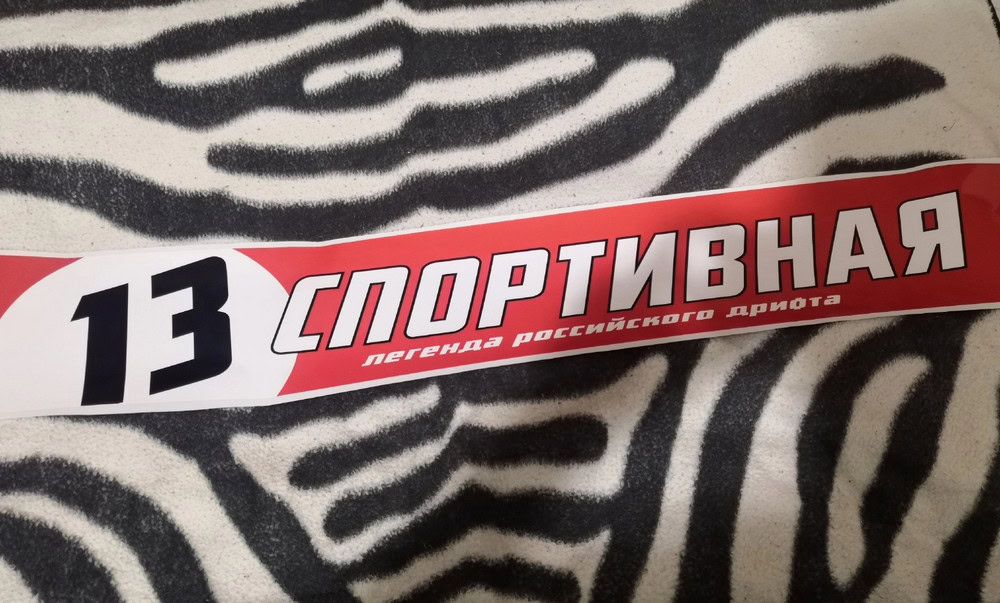 13 СПОРТИВНАЯ
легенда российского дрифта